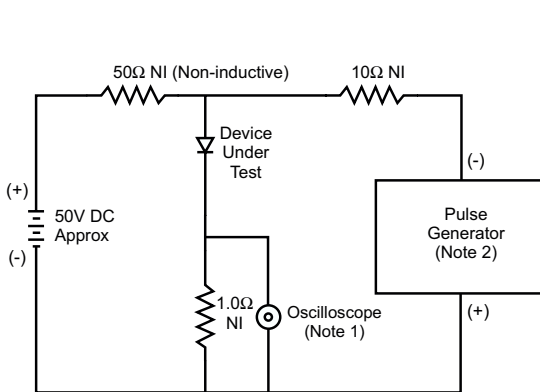 50Ω NI (Non-inductive)
10Ω NI
Device
Under
Test
(+)
50V DC
Approx
(-)
1.0Ω
NI
Oscilloscope
(Note 1)
(-)
Pulse
Generator
(Note 2)
(+)